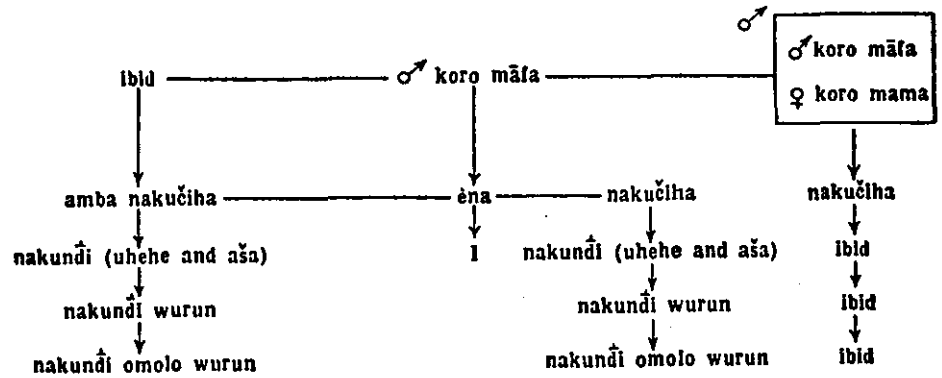 ♂
♂ koro māfa
ibid ♂ koro māfa
♀ koro mama
amba nakučiha èna nakučiha nakučiha
nakundi̇̄ (uhehe and aša) I nakundi̇̄ (uhehe and aša) ibid
nakundi̇̄ wurun nakundi̇̄ wurun ibid
nakundi̇̄ omolo wurun nakundi̇̄ omolo wurun ibid